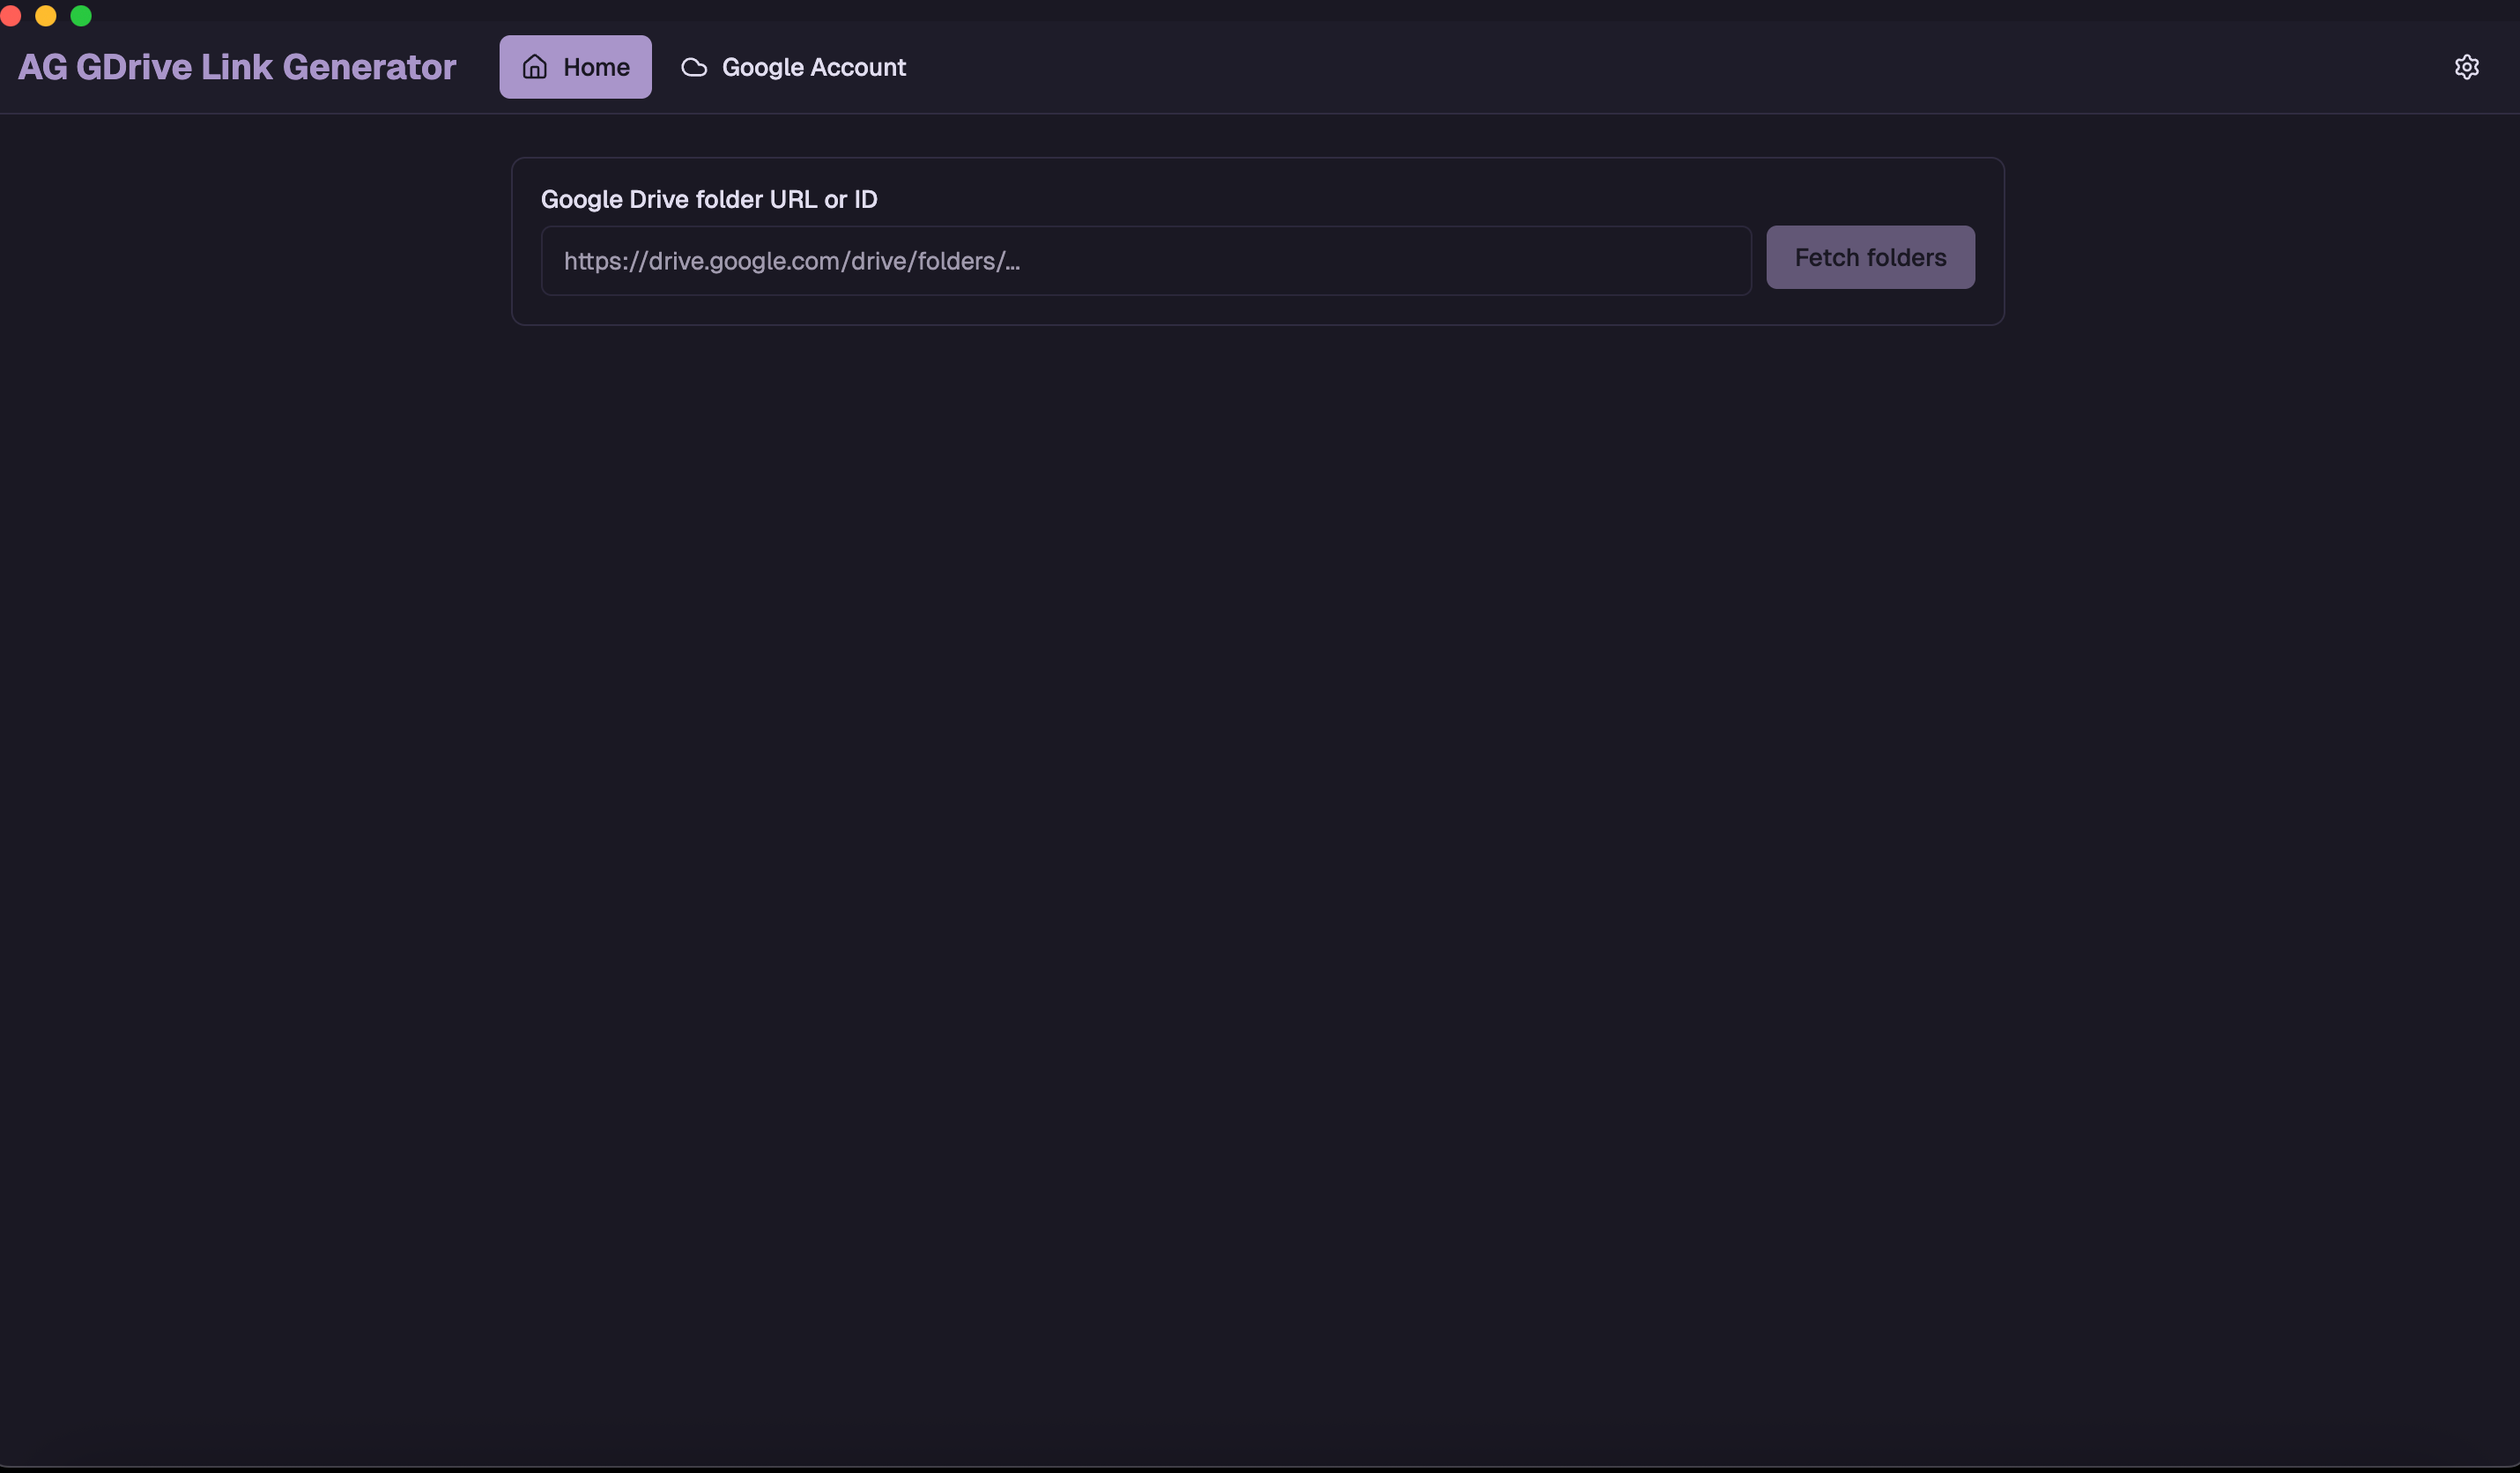 AG GDrive Link Generator Home Google Account
Google Drive folder URL or ID
https://drive.google.com/drive/folders/... Fetch folders